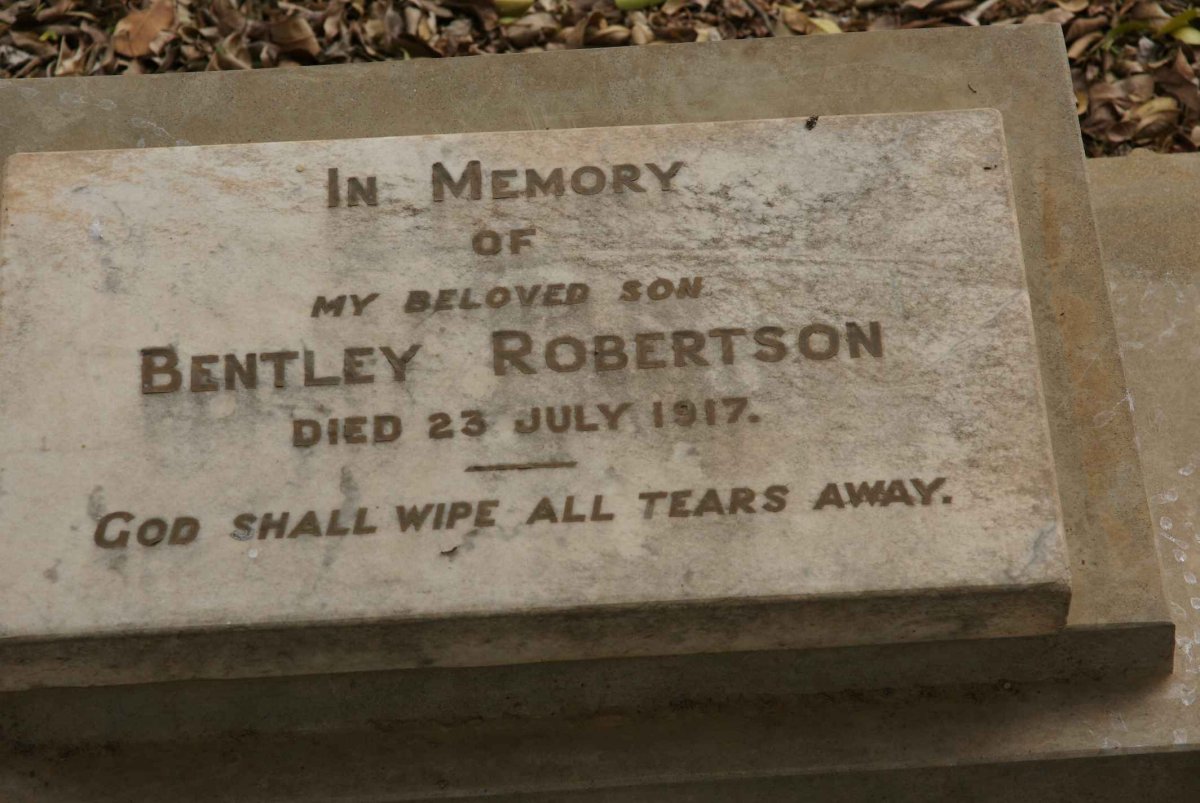 IN MEMORY
OF
MY BELOVED SON
BENTLEY ROBERTSON
DIED 23 JULY 1917.
GOD SHALL WIPE ALL TEARS AWAY.